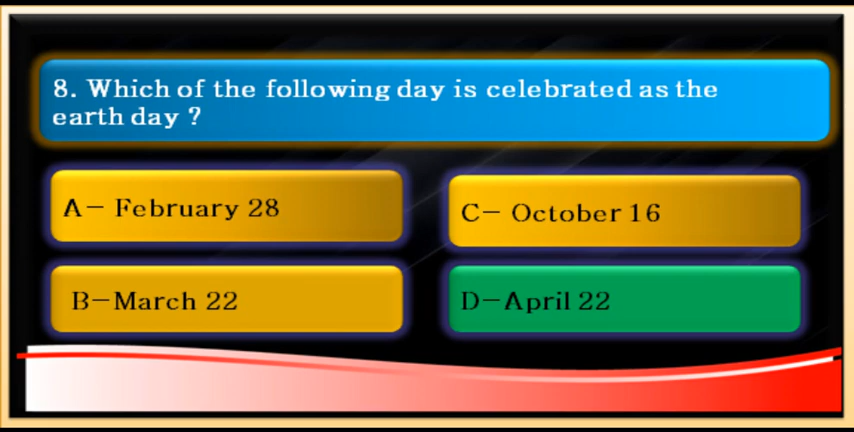 8. Which of the following day is celebrated as the
earth day ?
A- February 28
C- October 16
B-March 22
D-April 22